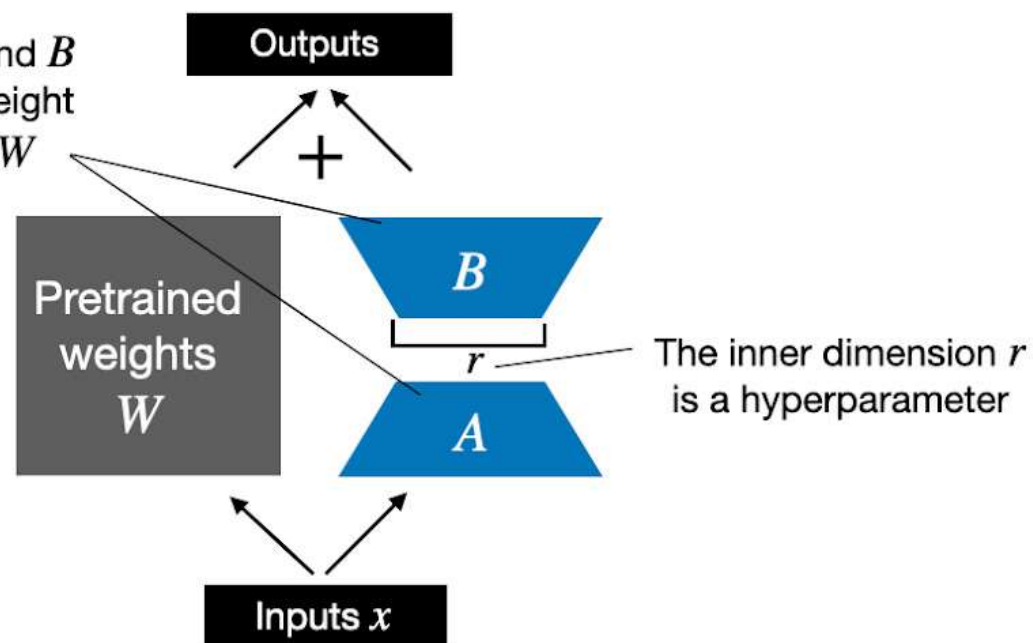 Outputs
nd B
eight
W
+
Pretrained
weights
W
B
r
The inner dimension r
is a hyperparameter
A
Inputs x